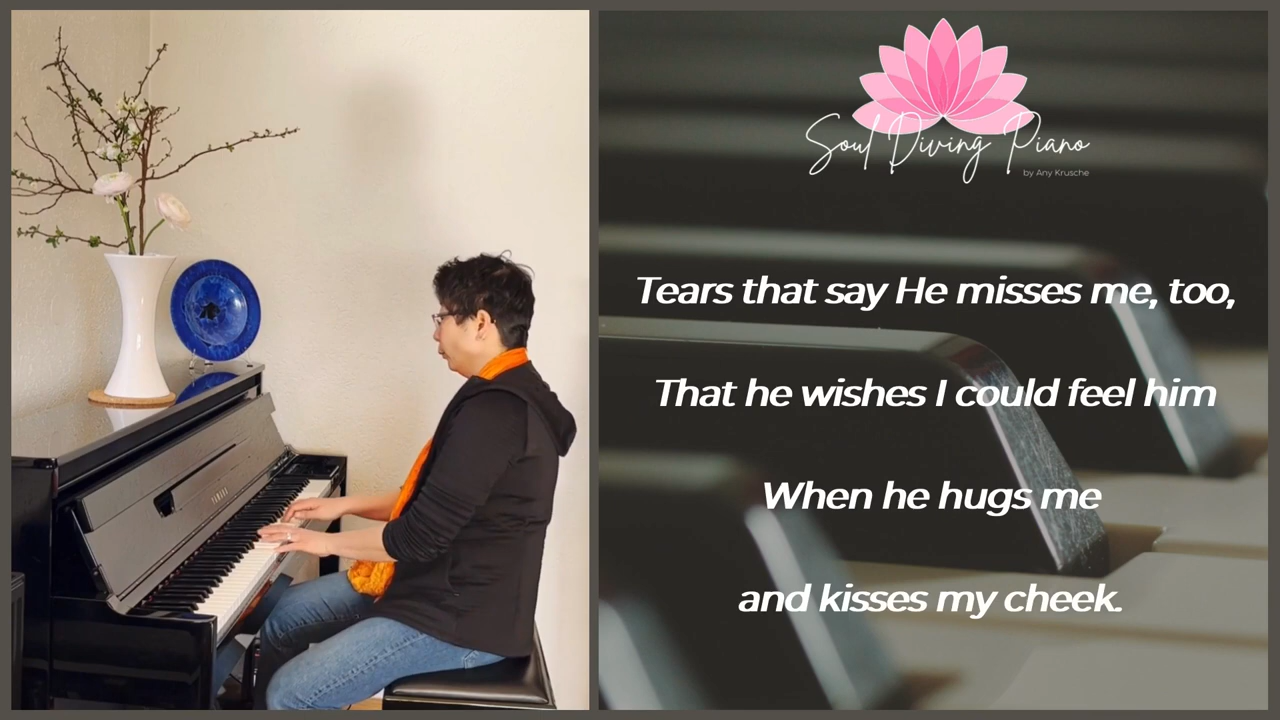 YAMAHA
Soul Diving Piano
by Any Krusche
Tears that say He misses me, too,
That he wishes I could feel him
When he hugs me
and kisses my cheek.